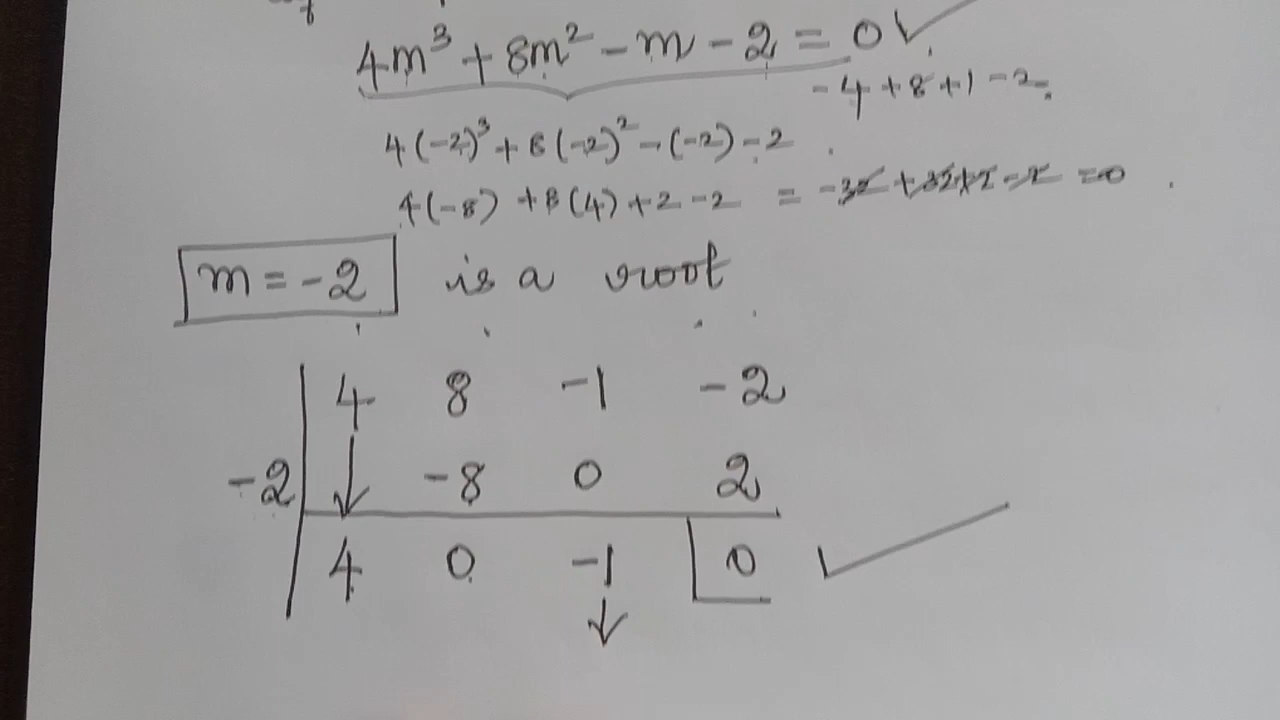 4m³ + 8m² - m - 2 = 0
-4 + 8 + 1 - 2
4(-2)³ + 8(-2)² - (-2) - 2
4(-8) + 8(4) + 2 - 2 = -32 + 32 + 2 - 2 = 0
m = -2 is a root
4 8 -1 -2
-2 -8 0 2
4 0 -1 0